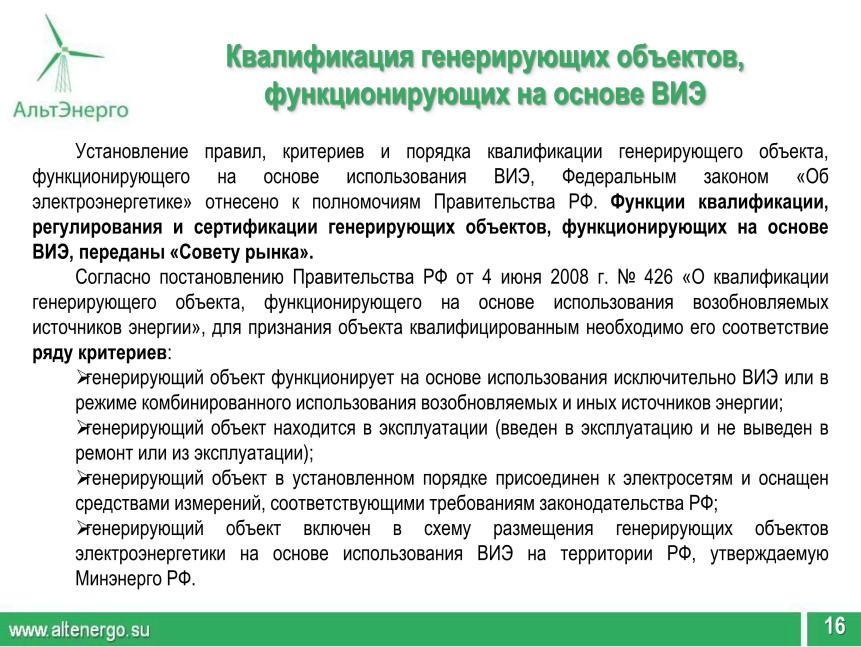 АльтЭнерго
Квалификация генерирующих объектов,
функционирующих на основе ВИЭ
Установление правил, критериев и порядка квалификации генерирующего объекта,
функционирующего на основе использования ВИЭ, Федеральным законом «Об
электроэнергетике» отнесено к полномочиям Правительства РФ. Функции квалификации,
регулирования и сертификации генерирующих объектов, функционирующих на основе
ВИЭ, переданы «Совету рынка».
Согласно постановлению Правительства РФ от 4 июня 2008 г. № 426 «О квалификации
генерирующего объекта, функционирующего на основе использования возобновляемых
источников энергии», для признания объекта квалифицированным необходимо его соответствие
ряду критериев:
➢генерирующий объект функционирует на основе использования исключительно ВИЭ или в
режиме комбинированного использования возобновляемых и иных источников энергии;
➢генерирующий объект находится в эксплуатации (введен в эксплуатацию и не выведен в
ремонт или из эксплуатации);
➢генерирующий объект в установленном порядке присоединен к электросетям и оснащен
средствами измерений, соответствующими требованиям законодательства РФ;
➢генерирующий объект включен в схему размещения генерирующих объектов
электроэнергетики на основе использования ВИЭ на территории РФ, утверждаемую
Минэнерго РФ.
www.altenergo.su
16